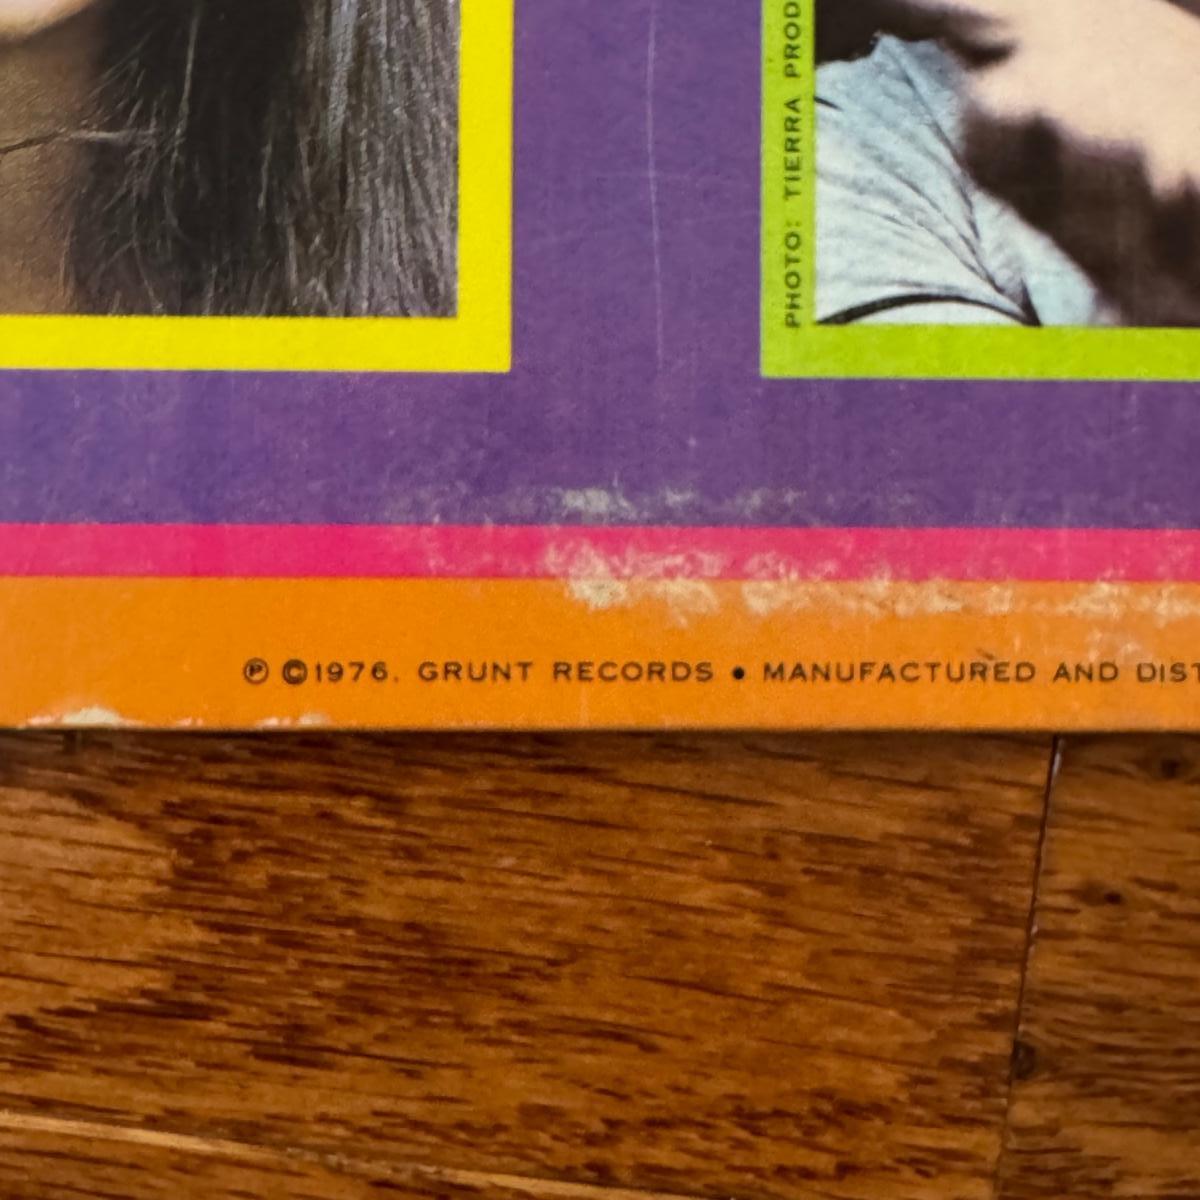 PHOTO: TIERRA PROD
Ⓟ ©1976. GRUNT RECORDS • MANUFACTURED AND DIST